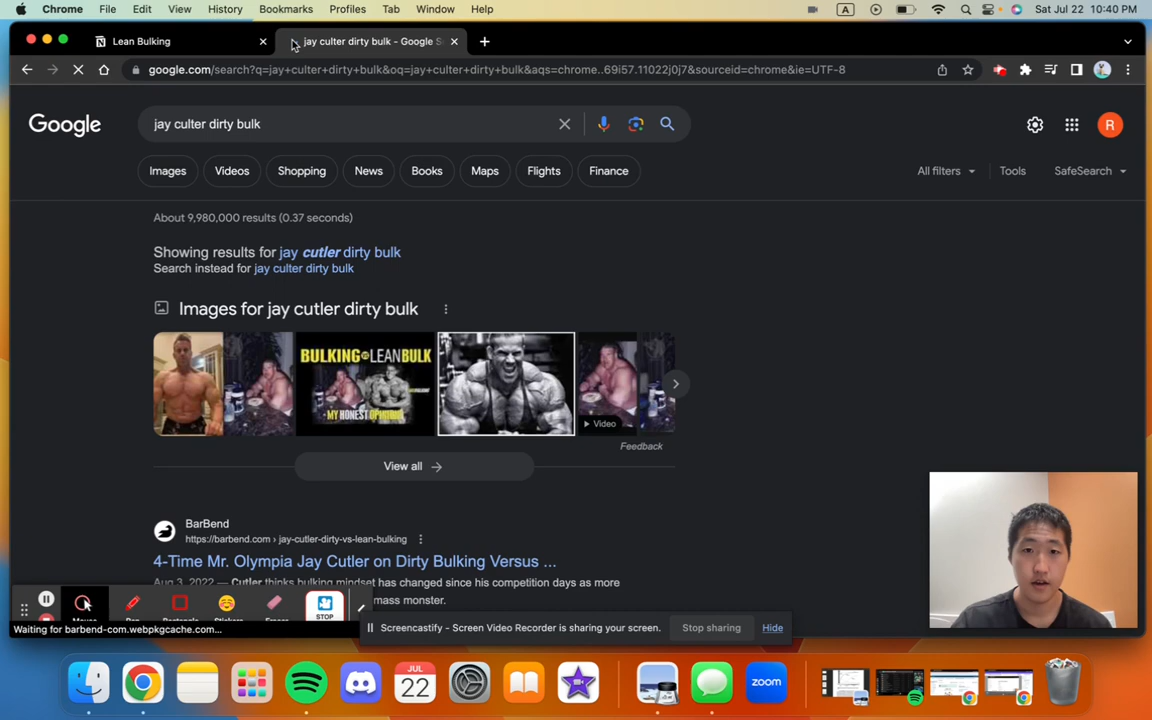 Chrome File Edit View History Bookmarks Profiles Tab Window Help A Sat Jul 22 10:40 PM
Lean Bulking jay culter dirty bulk - Google S
google.com/search?q=jay+culter+dirty+bulk&oq=jay+culter+dirty+bulk&aqs=chrome..69i57.11022j0j7&sourceid=chrome&ie=UTF-8
Google jay culter dirty bulk R
Images Videos Shopping News Books Maps Flights Finance All filters Tools SafeSearch
About 9,980,000 results (0.37 seconds)
Showing results for jay cutler dirty bulk
Search instead for jay culter dirty bulk
Images for jay cutler dirty bulk
BULKING vs LEAN BULK
MY HONEST OPINION
Video
Feedback
View all
BarBend
https://barbend.com › jay-cutler-dirty-vs-lean-bulking
4-Time Mr. Olympia Jay Cutler on Dirty Bulking Versus ...
Aug 3, 2022 — Cutler thinks bulking mindset has changed since his competition days as more
mass monster.
Mouse Pen Rectangle Stickers Eraser STOP
Waiting for barbend-com.webpkgcache.com...
Screencastify - Screen Video Recorder is sharing your screen. Stop sharing Hide
JUL
22
zoom